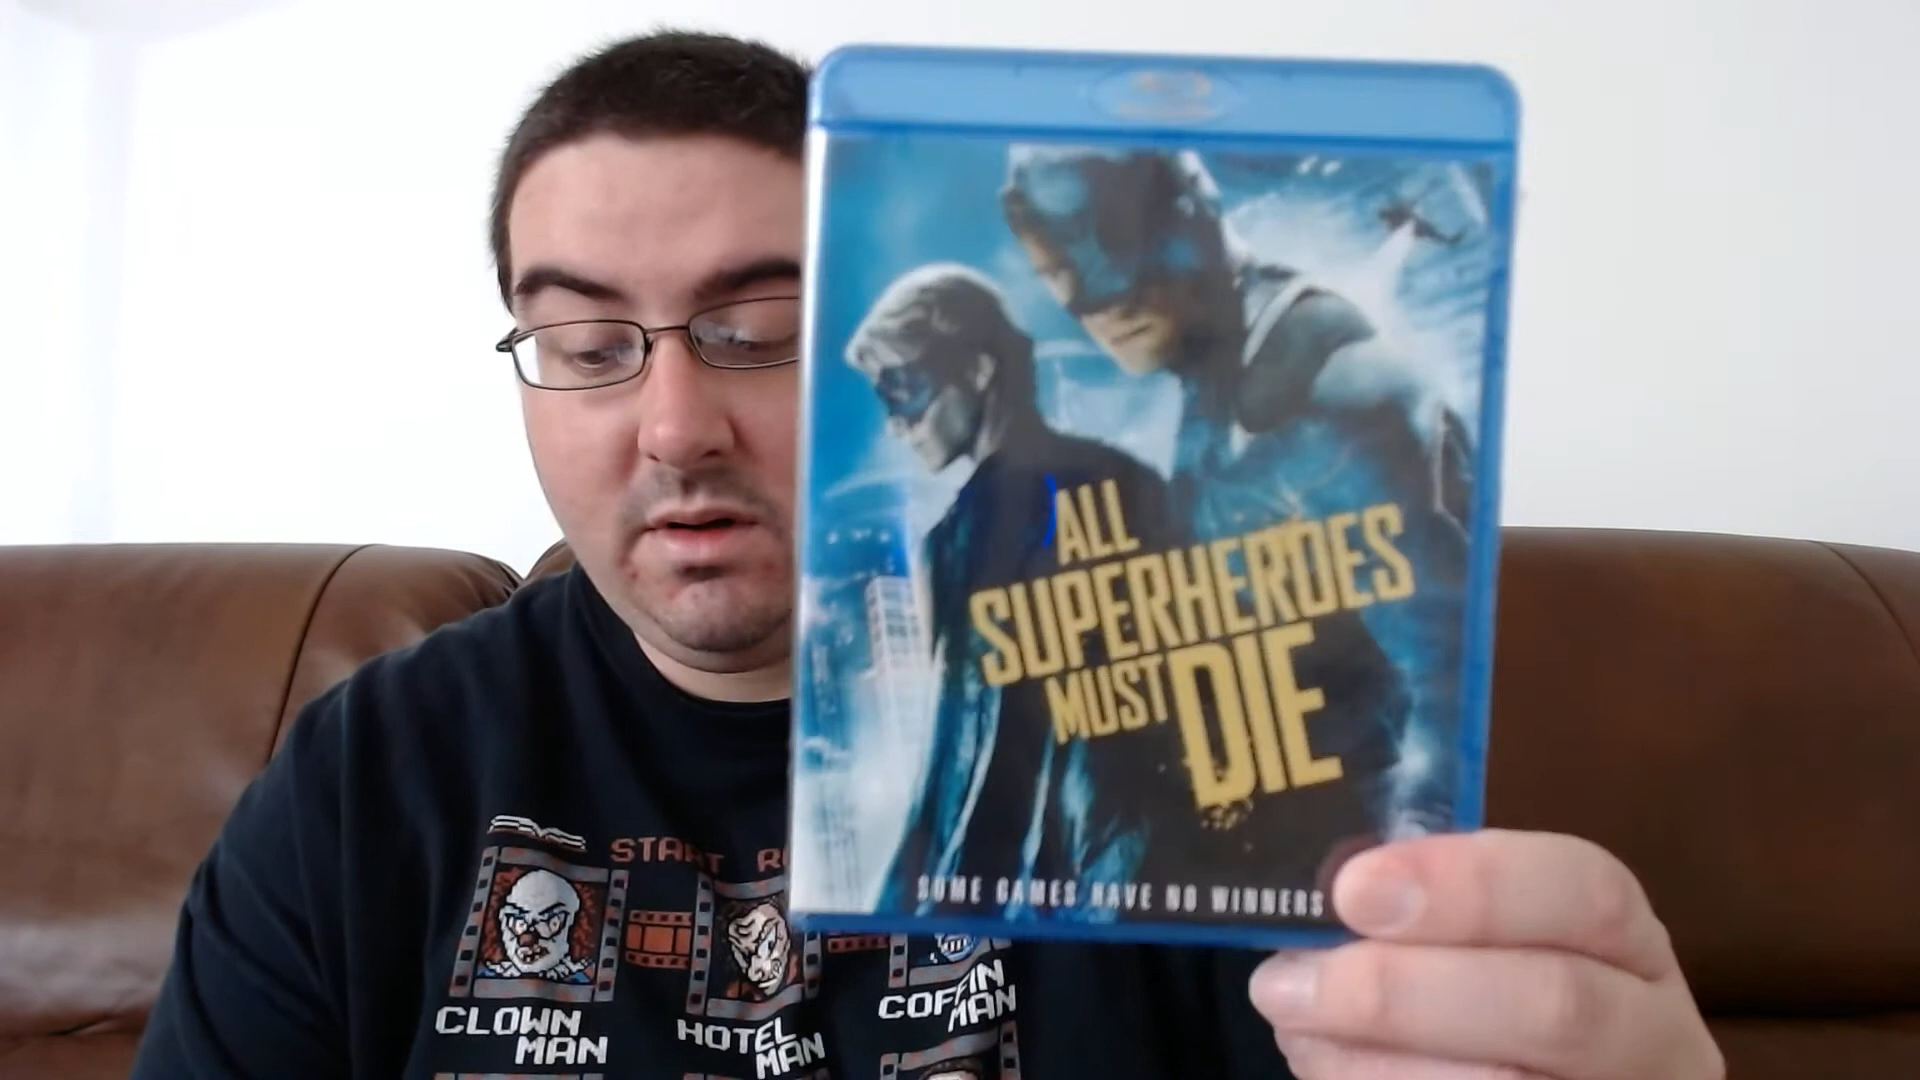 ALL
SUPERHEROES
MUST DIE
SOME GAMES HAVE NO WINNERS
START
CLOWN
MAN
HOTEL
MAN
COFFIN
MAN